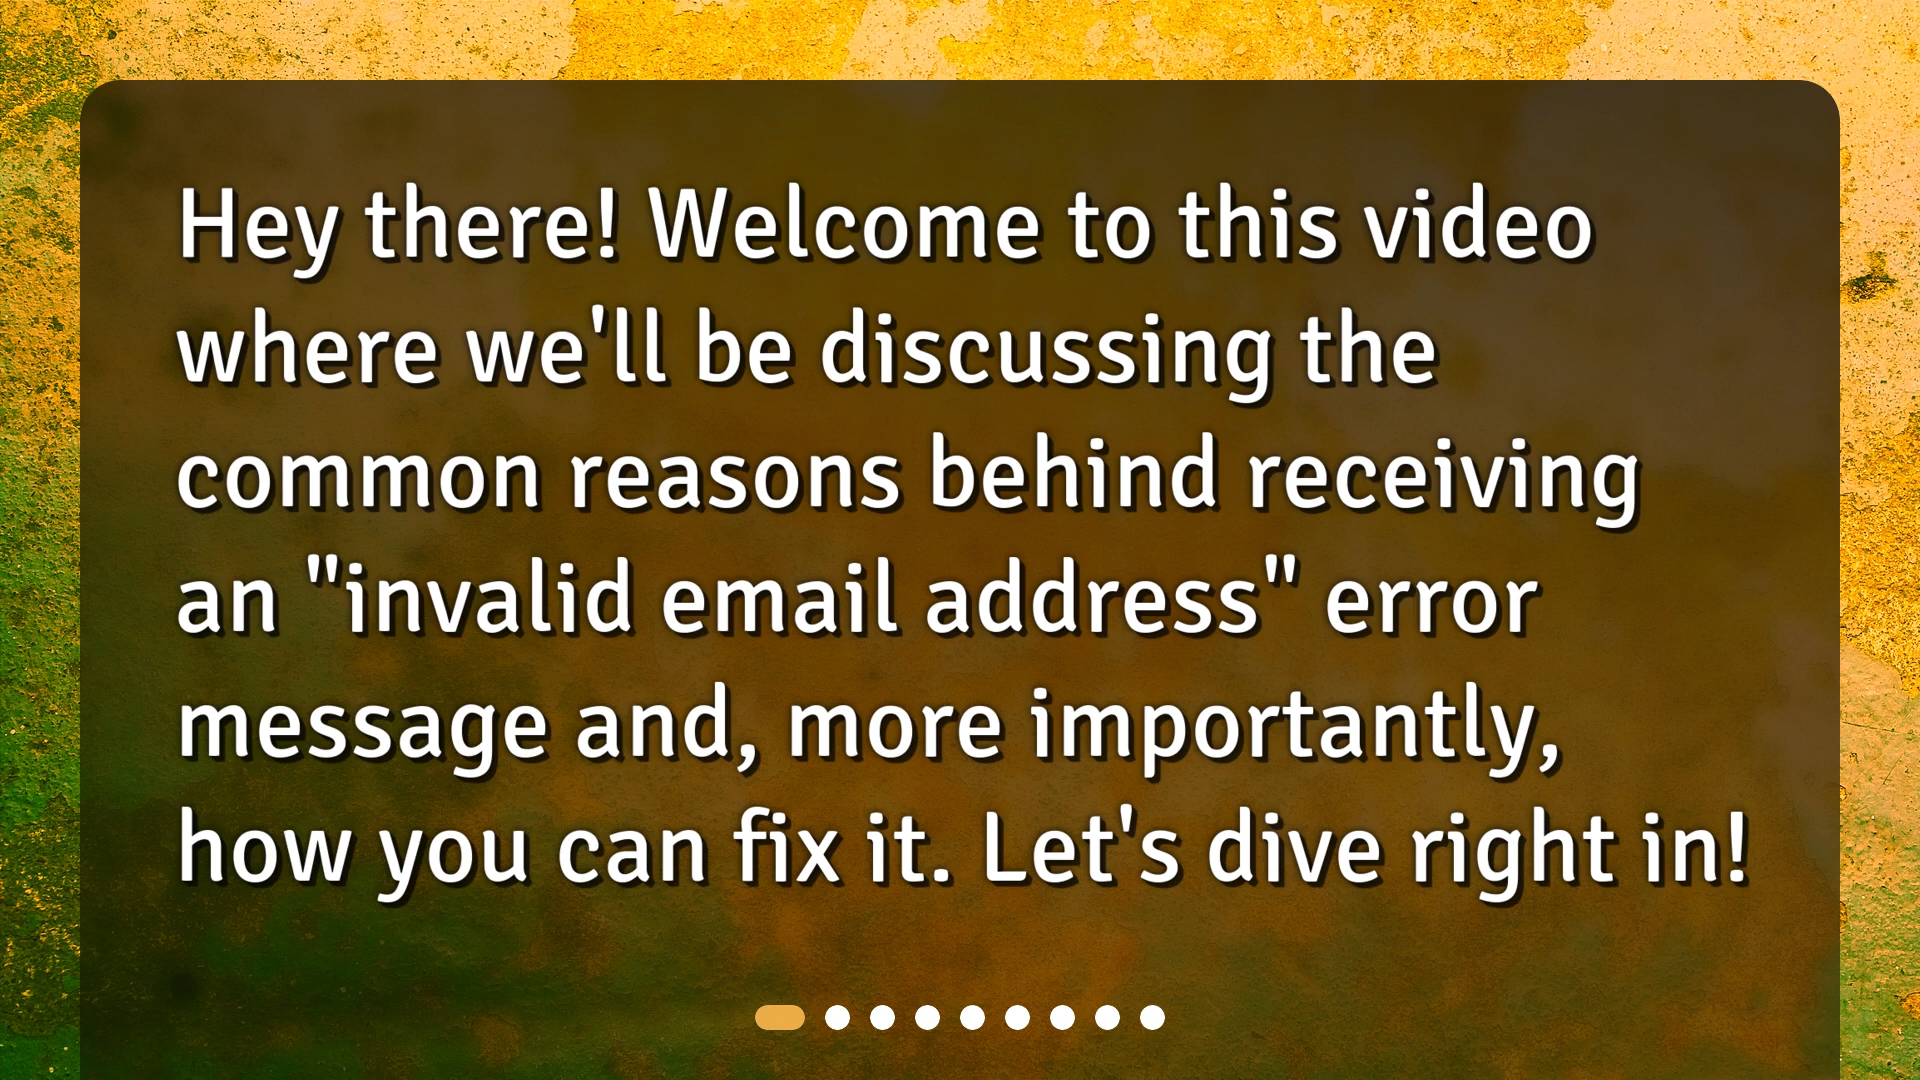 Hey there! Welcome to this video
where we'll be discussing the
common reasons behind receiving
an "invalid email address" error
message and, more importantly,
how you can fix it. Let's dive right in!